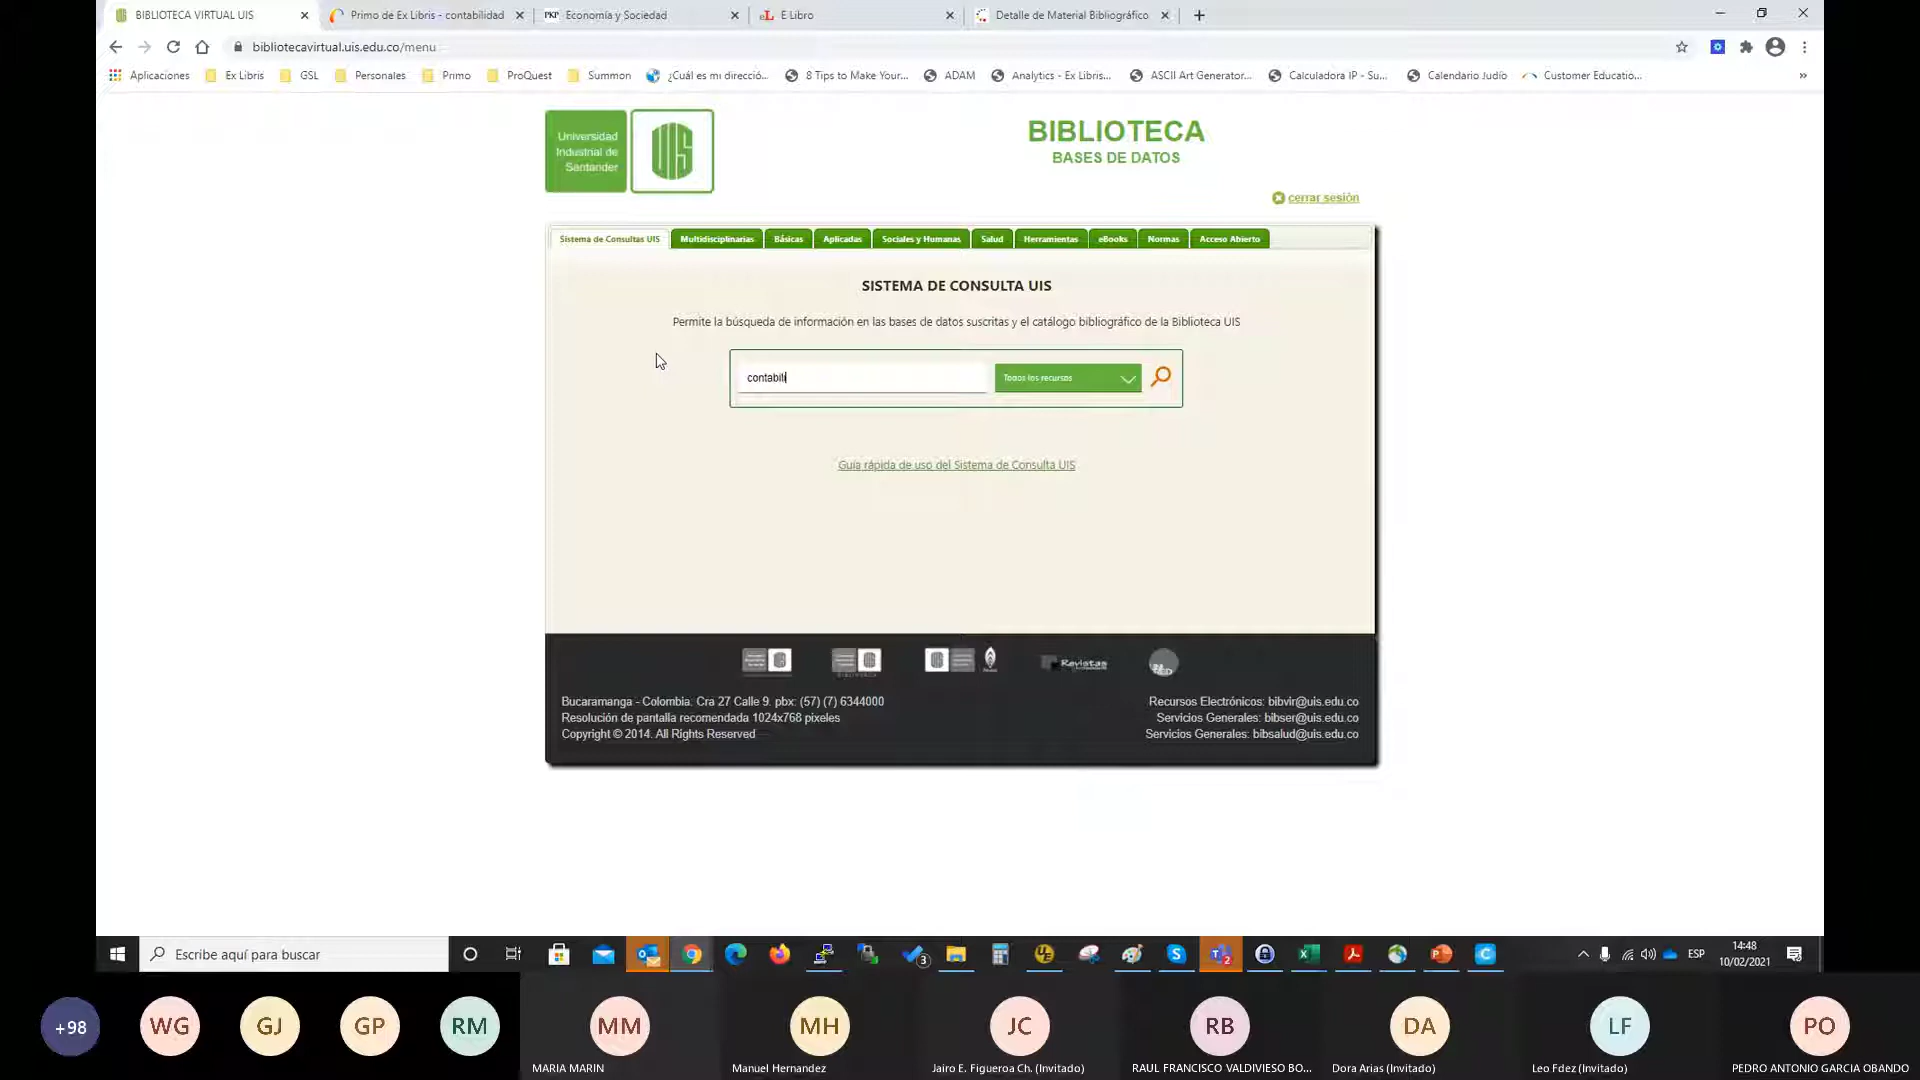 BIBLIOTECA VIRTUAL UIS
Primo de Ex Libris - contabilidad
PKP Economía y Sociedad
eL E Libro
Detalle de Material Bibliográfico
bibliotecavirtual.uis.edu.co/menu
Aplicaciones
Ex Libris
GSL
Personales
Primo
ProQuest
Summon
¿Cuál es mi direcció...
8 Tips to Make Your...
ADAM
Analytics - Ex Libris...
ASCII Art Generator...
Calculadora IP - Su...
Calendario Judío
Customer Educatio...
Universidad
Industrial de
Santander
UIS
BIBLIOTECA
BASES DE DATOS
cerrar sesión
Sistema de Consultas UIS
Multidisciplinarias
Básicas
Aplicadas
Sociales y Humanas
Salud
Herramientas
eBooks
Normas
Acceso Abierto
SISTEMA DE CONSULTA UIS
Permite la búsqueda de información en las bases de datos suscritas y el catálogo bibliográfico de la Biblioteca UIS
contabili
Todos los recursos
Guía rápida de uso del Sistema de Consulta UIS
Revistas
Bucaramanga - Colombia. Cra 27 Calle 9. pbx: (57) (7) 6344000
Resolución de pantalla recomendada 1024x768 pixeles
Copyright © 2014. All Rights Reserved
Recursos Electrónicos: bibvir@uis.edu.co
Servicios Generales: bibser@uis.edu.co
Servicios Generales: bibsalud@uis.edu.co
Escribe aquí para buscar
3
2
ESP
14:48
10/02/2021
+98
WG
GJ
GP
RM
MM
MH
JC
RB
DA
LF
PO
MARIA MARIN
Manuel Hernandez
Jairo E. Figueroa Ch. (Invitado)
RAUL FRANCISCO VALDIVIESO BO...
Dora Arias (Invitado)
Leo Fdez (Invitado)
PEDRO ANTONIO GARCIA OBANDO